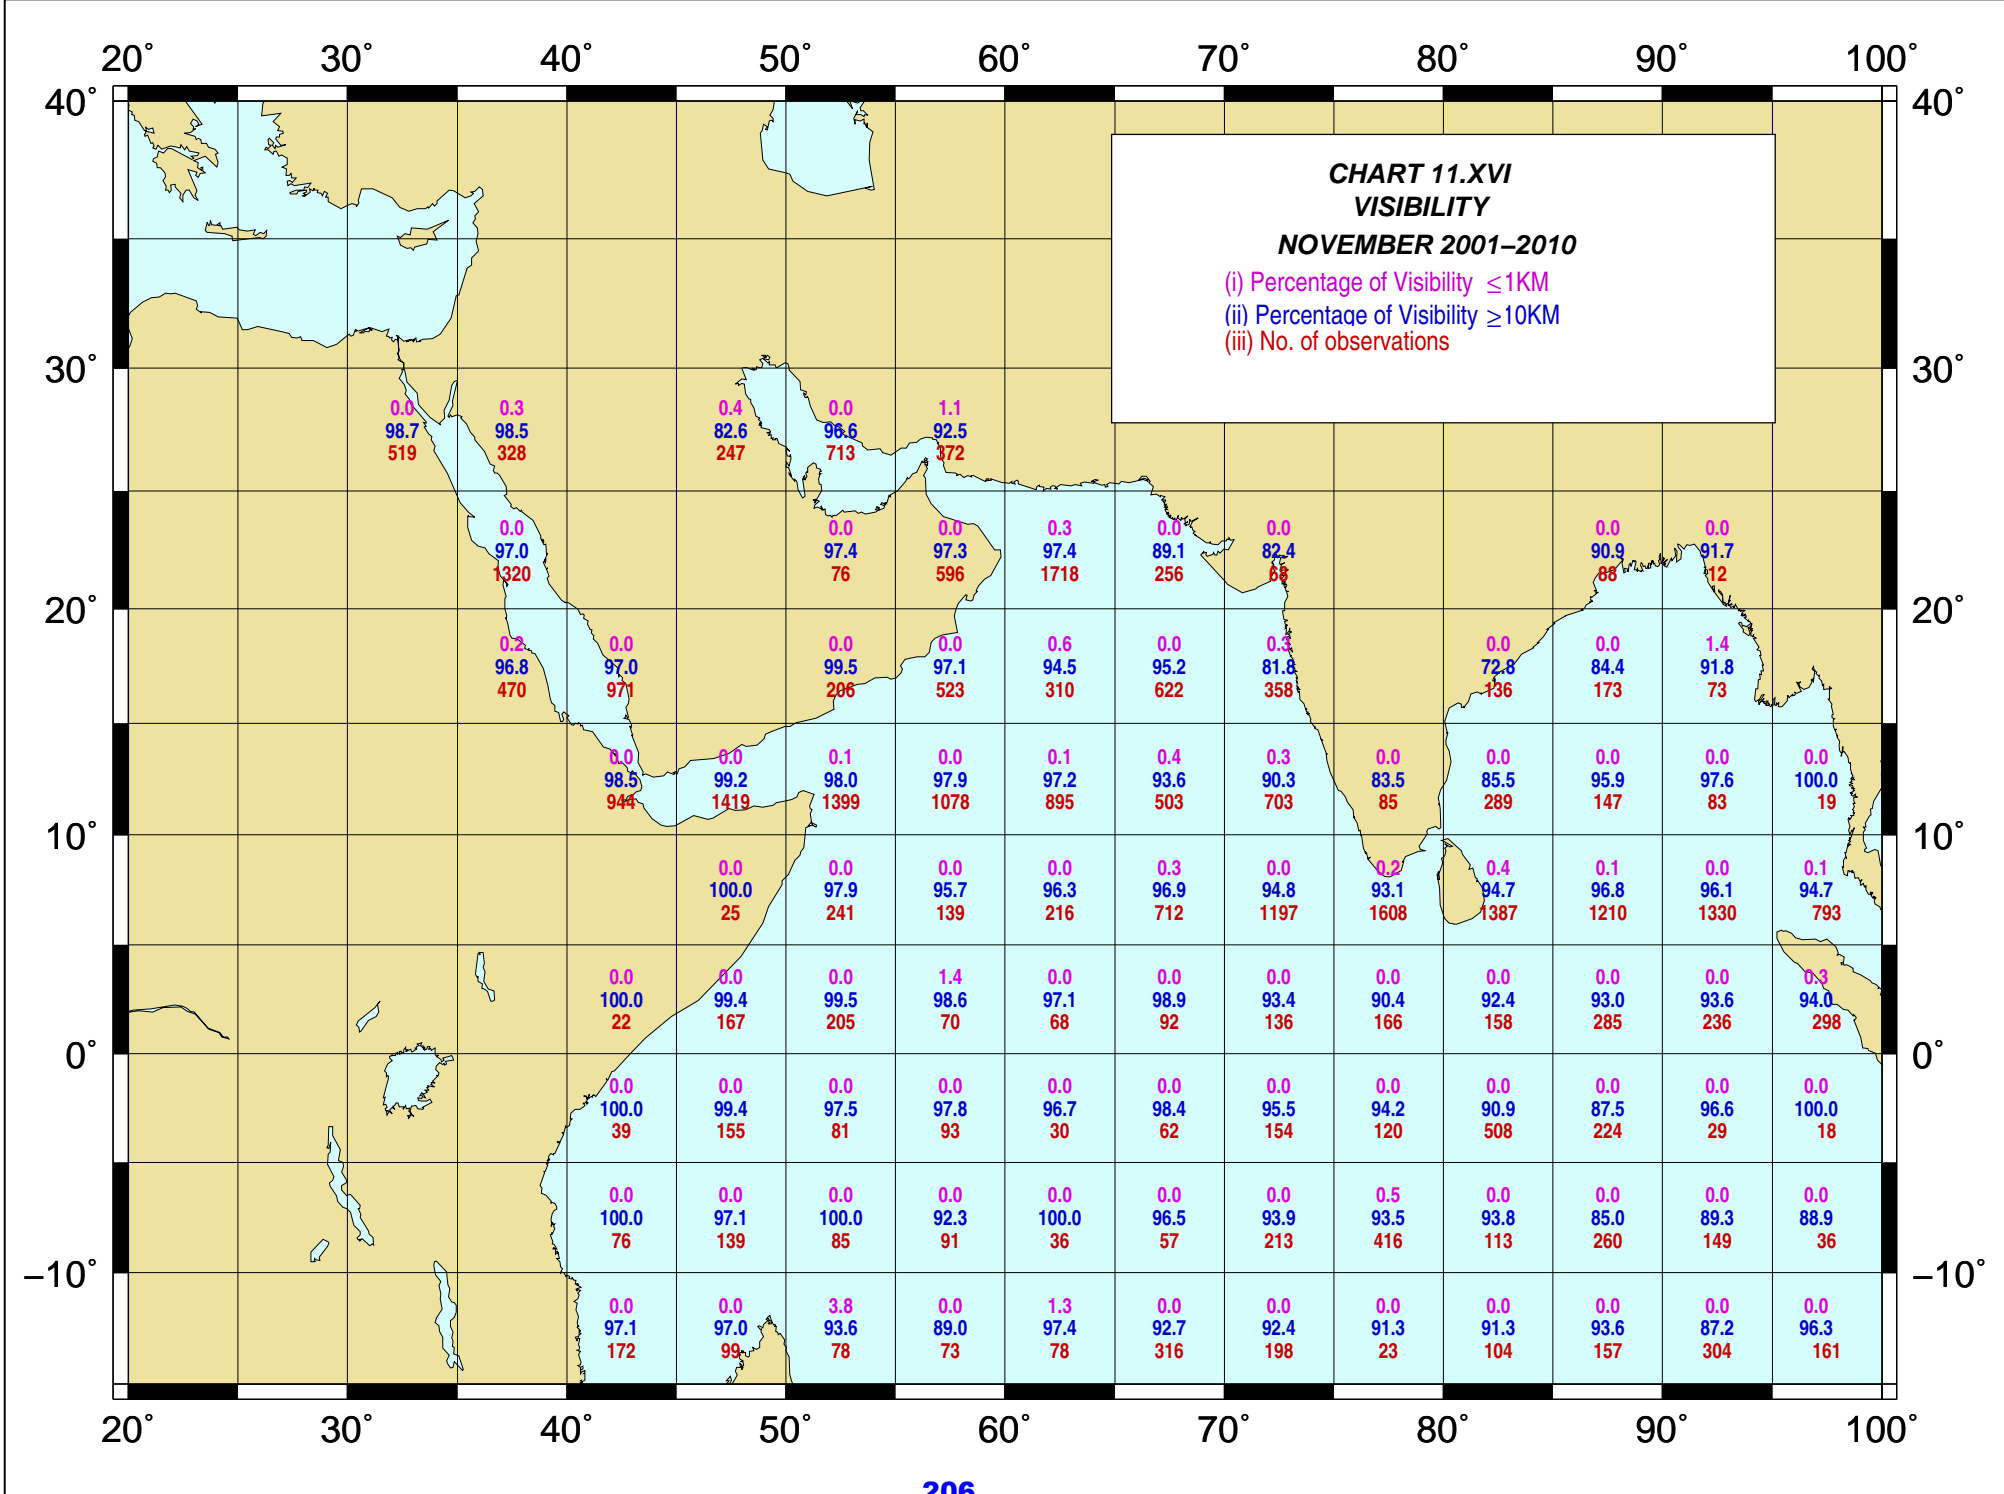 20° 30° 40° 50° 60° 70° 80° 90° 100°
40° 40°
CHART 11.XVI
VISIBILITY
NOVEMBER 2001–2010
(i) Percentage of Visibility ≤1KM
(ii) Percentage of Visibility ≥10KM
(iii) No. of observations
30° 30°
0.0 0.3 0.4 0.0 1.1
98.7 98.5 82.6 96.6 92.5
519 328 247 713 372
0.0 0.0 0.0 0.3 0.0 0.0 0.0 0.0
97.0 97.4 97.3 97.4 89.1 82.4 90.9 91.7
1320 76 596 1718 256 68 88 12
20° 20°
0.2 0.0 0.0 0.0 0.6 0.0 0.3 0.0 0.0 1.4
96.8 97.0 99.5 97.1 94.5 95.2 81.8 72.8 84.4 91.8
470 971 206 523 310 622 358 136 173 73
0.0 0.0 0.1 0.0 0.1 0.4 0.3 0.0 0.0 0.0 0.0 0.0
98.5 99.2 98.0 97.9 97.2 93.6 90.3 83.5 85.5 95.9 97.6 100.0
944 1419 1399 1078 895 503 703 85 289 147 83 19
10° 10°
0.0 0.0 0.0 0.0 0.3 0.0 0.2 0.4 0.1 0.0 0.1
100.0 97.9 95.7 96.3 96.9 94.8 93.1 94.7 96.8 96.1 94.7
25 241 139 216 712 1197 1608 1387 1210 1330 793
0.0 0.0 0.0 1.4 0.0 0.0 0.0 0.0 0.0 0.0 0.0 0.3
100.0 99.4 99.5 98.6 97.1 98.9 93.4 90.4 92.4 93.0 93.6 94.0
22 167 205 70 68 92 136 166 158 285 236 298
0° 0°
0.0 0.0 0.0 0.0 0.0 0.0 0.0 0.0 0.0 0.0 0.0 0.0
100.0 99.4 97.5 97.8 96.7 98.4 95.5 94.2 90.9 87.5 96.6 100.0
39 155 81 93 30 62 154 120 508 224 29 18
0.0 0.0 0.0 0.0 0.0 0.0 0.0 0.5 0.0 0.0 0.0 0.0
100.0 97.1 100.0 92.3 100.0 96.5 93.9 93.5 93.8 85.0 89.3 88.9
76 139 85 91 36 57 213 416 113 260 149 36
−10° −10°
0.0 0.0 3.8 0.0 1.3 0.0 0.0 0.0 0.0 0.0 0.0 0.0
97.1 97.0 93.6 89.0 97.4 92.7 92.4 91.3 91.3 93.6 87.2 96.3
172 99 78 73 78 316 198 23 104 157 304 161
20° 30° 40° 50° 60° 70° 80° 90° 100°
206